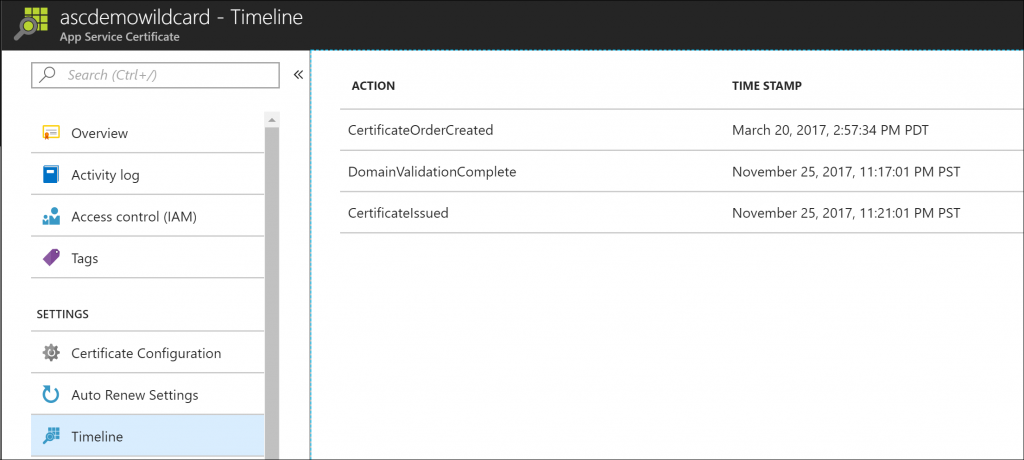 ascdemowildcard - Timeline
App Service Certificate
Search (Ctrl+/)
Overview
Activity log
Access control (IAM)
Tags
SETTINGS
Certificate Configuration
Auto Renew Settings
Timeline
ACTION TIME STAMP
CertificateOrderCreated March 20, 2017, 2:57:34 PM PDT
DomainValidationComplete November 25, 2017, 11:17:01 PM PST
CertificateIssued November 25, 2017, 11:21:01 PM PST